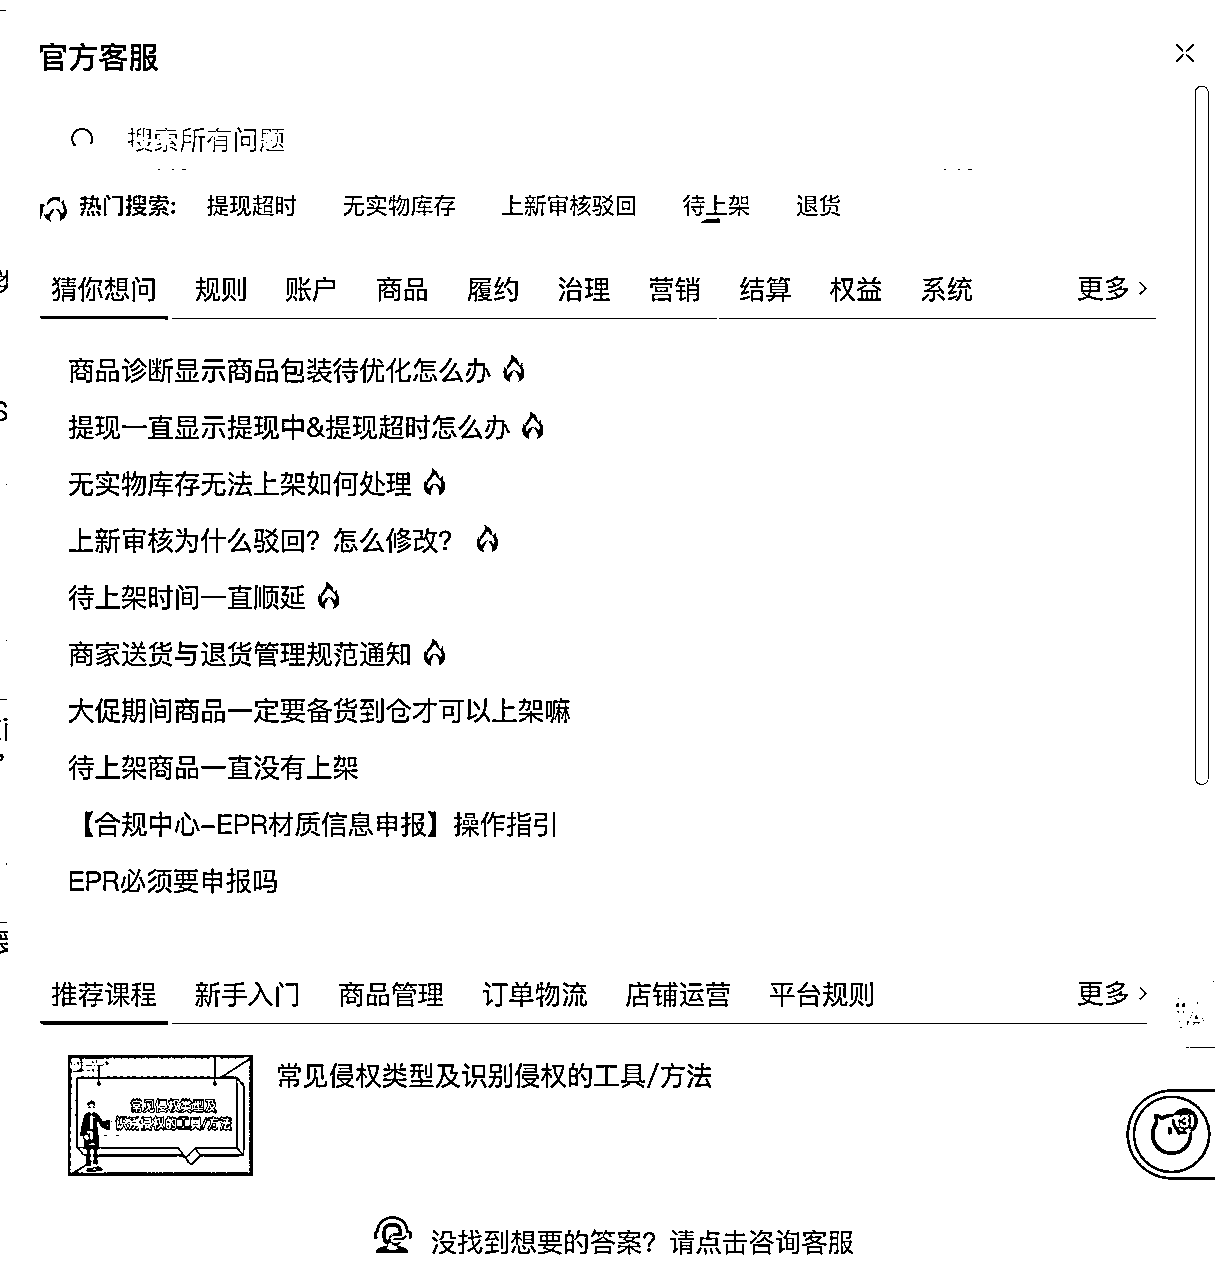 官方客服
搜索所有问题
热门搜索: 提现超时 无实物库存 上新审核驳回 待上架 退货
猜你想问 规则 账户 商品 履约 治理 营销 结算 权益 系统 更多
商品诊断显示商品包装待优化怎么办
提现一直显示提现中&提现超时怎么办
无实物库存无法上架如何处理
上新审核为什么驳回？怎么修改？
待上架时间一直顺延
商家送货与退货管理规范通知
大促期间商品一定要备货到仓才可以上架嘛
待上架商品一直没有上架
【合规中心-EPR材质信息申报】操作指引
EPR必须要申报吗
推荐课程 新手入门 商品管理 订单物流 店铺运营 平台规则 更多
常见侵权类型及识别侵权的工具/方法
常见侵权类型及
识别侵权的工具/方法
没找到想要的答案？请点击咨询客服